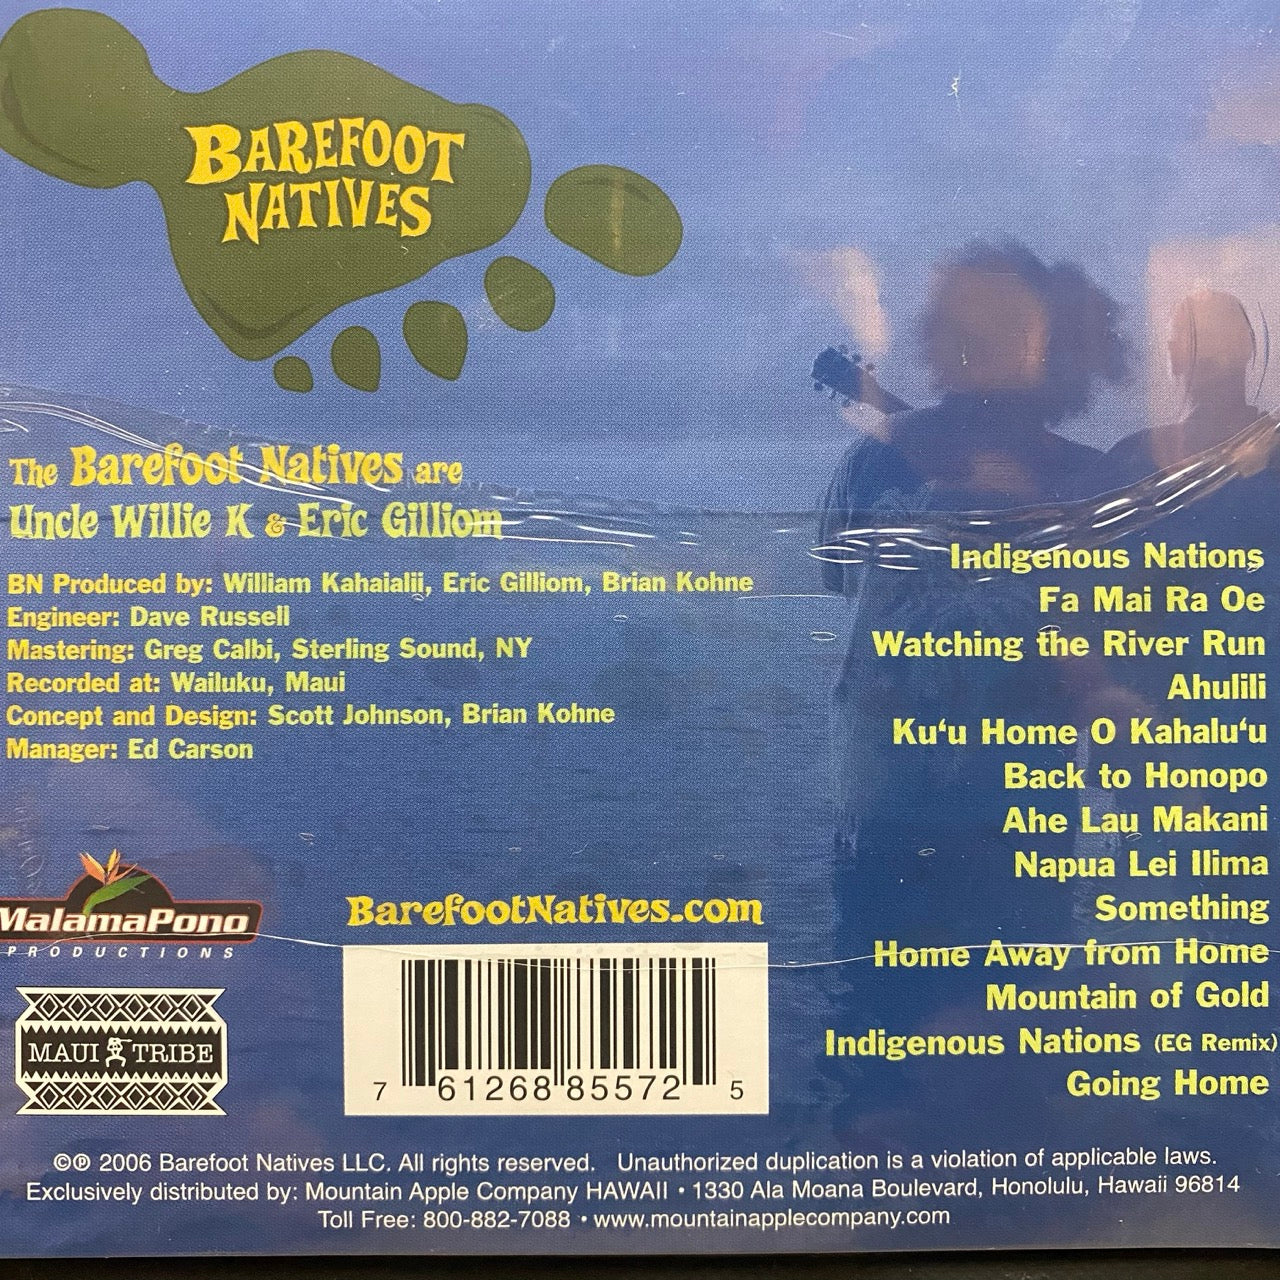 BAREFOOT
NATIVES
The Barefoot Natives are
Uncle Willie K & Eric Gilliom
BN Produced by: William Kahaialii, Eric Gilliom, Brian Kohne
Engineer: Dave Russell
Mastering: Greg Calbi, Sterling Sound, NY
Recorded at: Wailuku, Maui
Concept and Design: Scott Johnson, Brian Kohne
Manager: Ed Carson
Indigenous Nations
Fa Mai Ra Oe
Watching the River Run
Ahulili
Ku‘u Home O Kahalu‘u
Back to Honopo
Ahe Lau Makani
Napua Lei Ilima
Something
Home Away from Home
Mountain of Gold
Indigenous Nations (EG Remix)
Going Home
MalamaPono
PRODUCTIONS
MAUI TRIBE
BarefootNatives.com
7 61268 85572 5
©℗ 2006 Barefoot Natives LLC. All rights reserved. Unauthorized duplication is a violation of applicable laws.
Exclusively distributed by: Mountain Apple Company HAWAII • 1330 Ala Moana Boulevard, Honolulu, Hawaii 96814
Toll Free: 800-882-7088 • www.mountainapplecompany.com